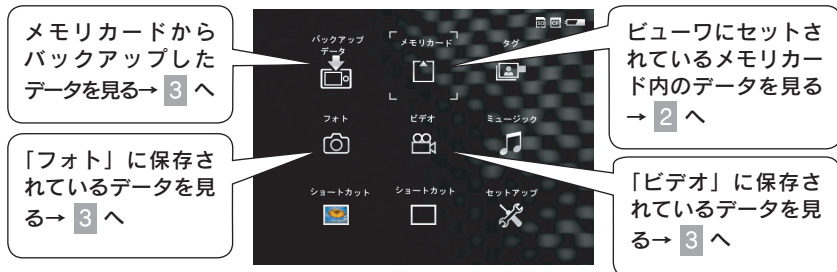 メモリカードから
バックアップした
データを見る→ 3 へ
「フォト」に保存さ
れているデータを見
る→ 3 へ
SD CF
バックアップ
データ
メモリカード
タグ
フォト
ビデオ
ミュージック
ショートカット
ショートカット
セットアップ
ビューワにセットさ
れているメモリカー
ド内のデータを見る
→ 2 へ
「ビデオ」に保存さ
れているデータを見
る→ 3 へ